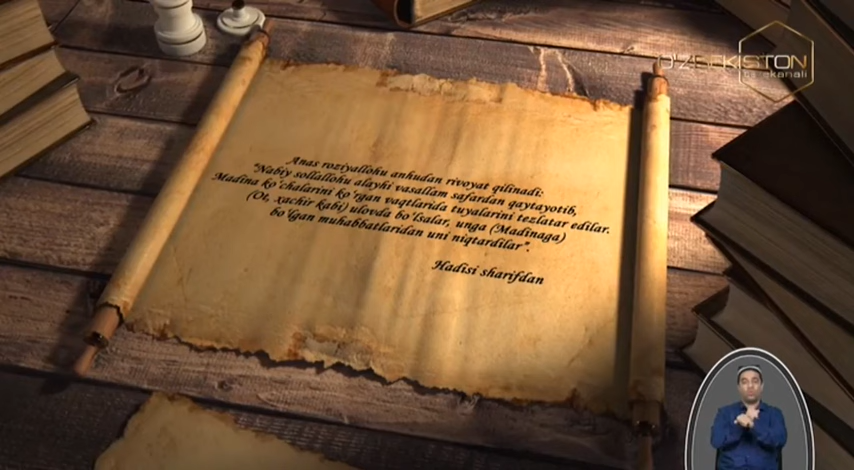 O'ZBEKISTON
telekanali
Anas roziyallohu anhudan rivoyat qilinadi:
"Nabiy sollallohu alayhi vasallam safardan qaytayotib,
Madina ko'chalarini ko'rgan vaqtlarida tuyalarini tezlatar edilar.
(Ot, xachir kabi) ulovda bo'lsalar, unga (Madinaga)
bo'lgan muhabbatlaridan uni niqtardilar".
Hadisi sharifdan